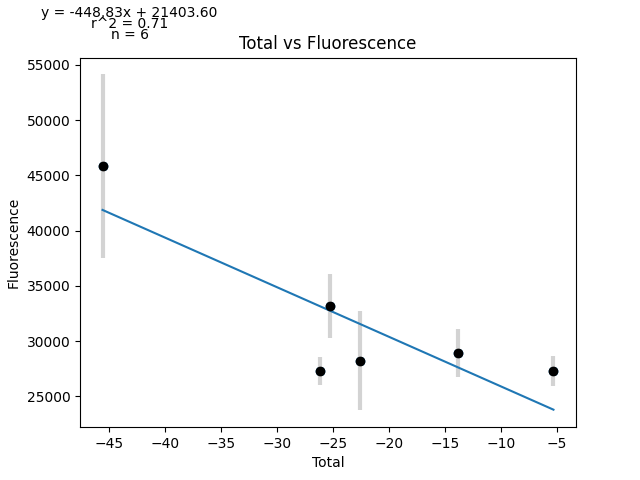 y = -448.83x + 21403.60
r^2 = 0.71
n = 6
Total vs Fluorescence
55000
50000
45000
40000
35000
30000
25000
Fluorescence
−45
−40
−35
−30
−25
−20
−15
−10
−5
Total